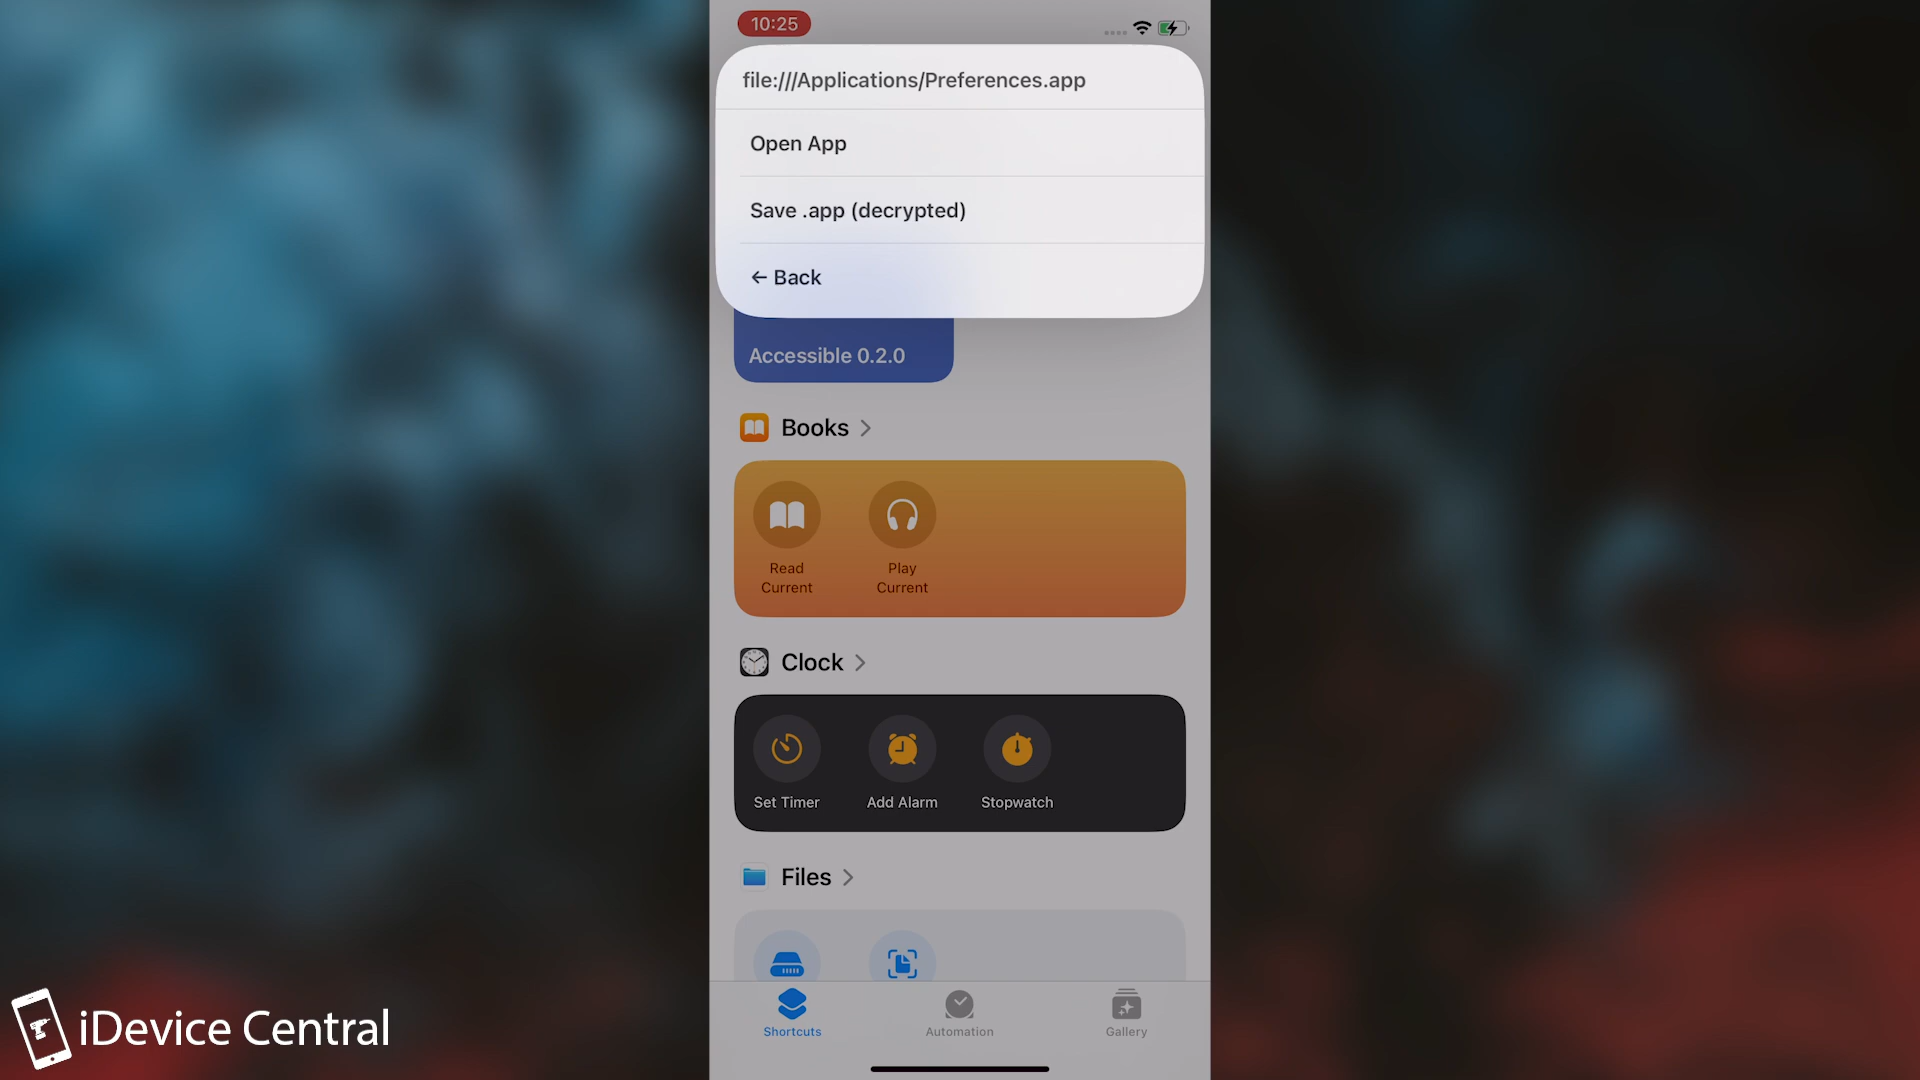 10:25
file:///Applications/Preferences.app
Open App
Save .app (decrypted)
← Back
Accessible 0.2.0
Books
Read
Current
Play
Current
Clock
Set Timer
Add Alarm
Stopwatch
Files
Shortcuts
Automation
Gallery
iDevice Central